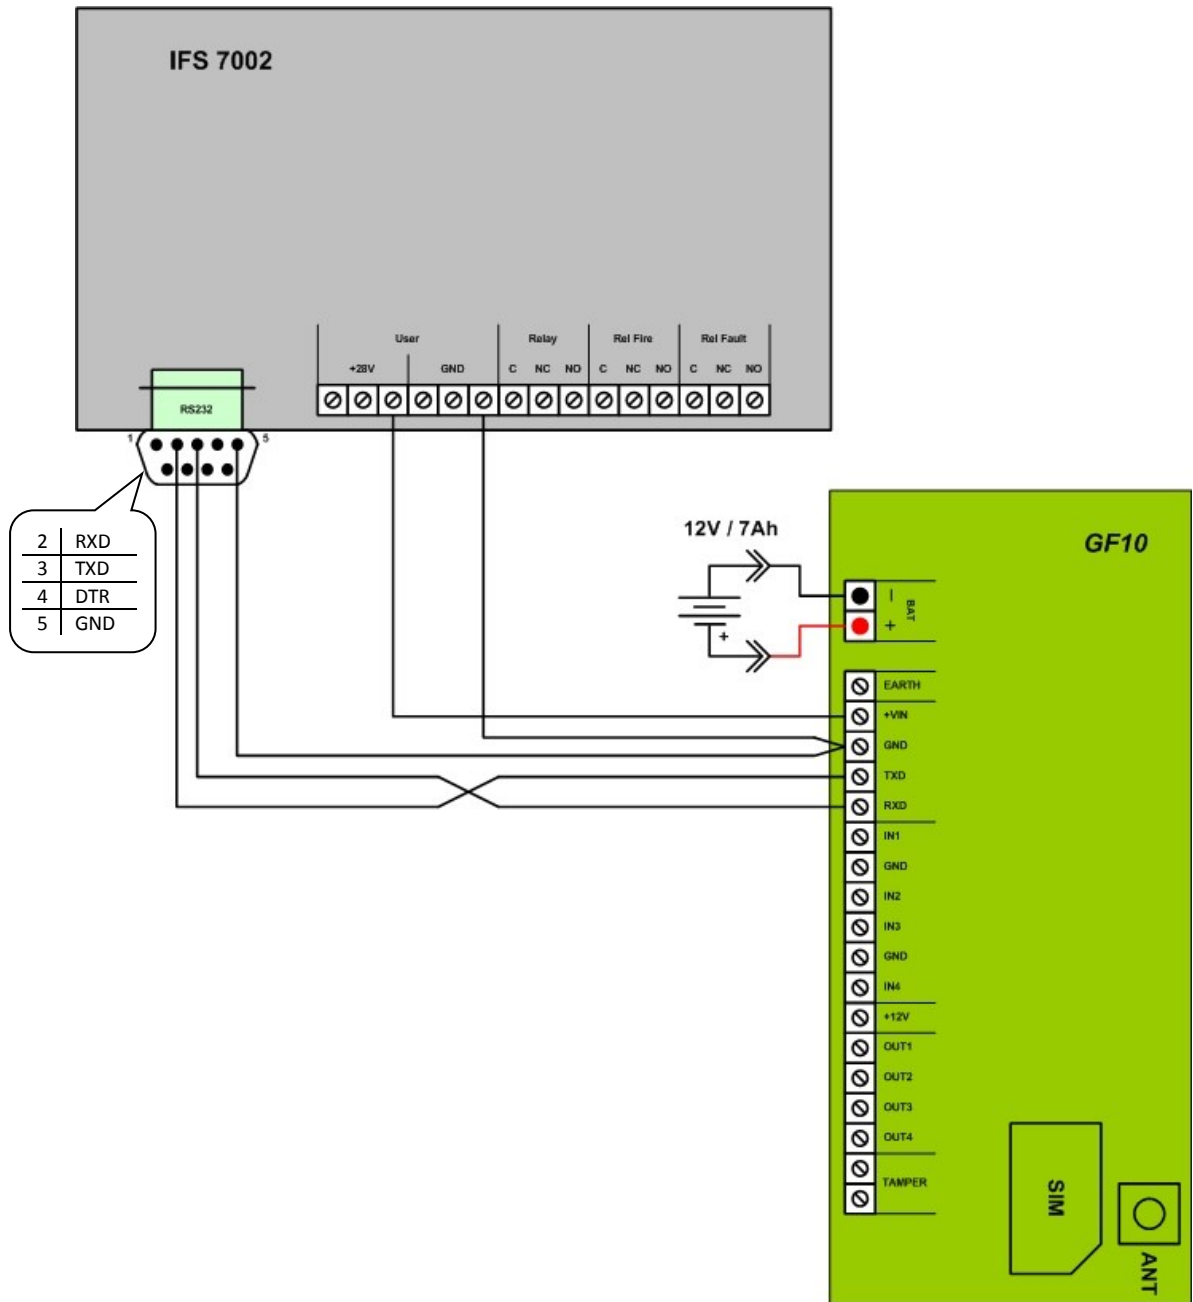 IFS 7002
User Relay Rel Fire Rel Fault
+28V GND C NC NO C NC NO C NC NO
RS232
1 5
2 RXD
3 TXD
4 DTR
5 GND
12V / 7Ah
+
GF10
−
+
BAT
EARTH
+VIN
GND
TXD
RXD
IN1
GND
IN2
IN3
GND
IN4
+12V
OUT1
OUT2
OUT3
OUT4
TAMPER
SIM
ANT